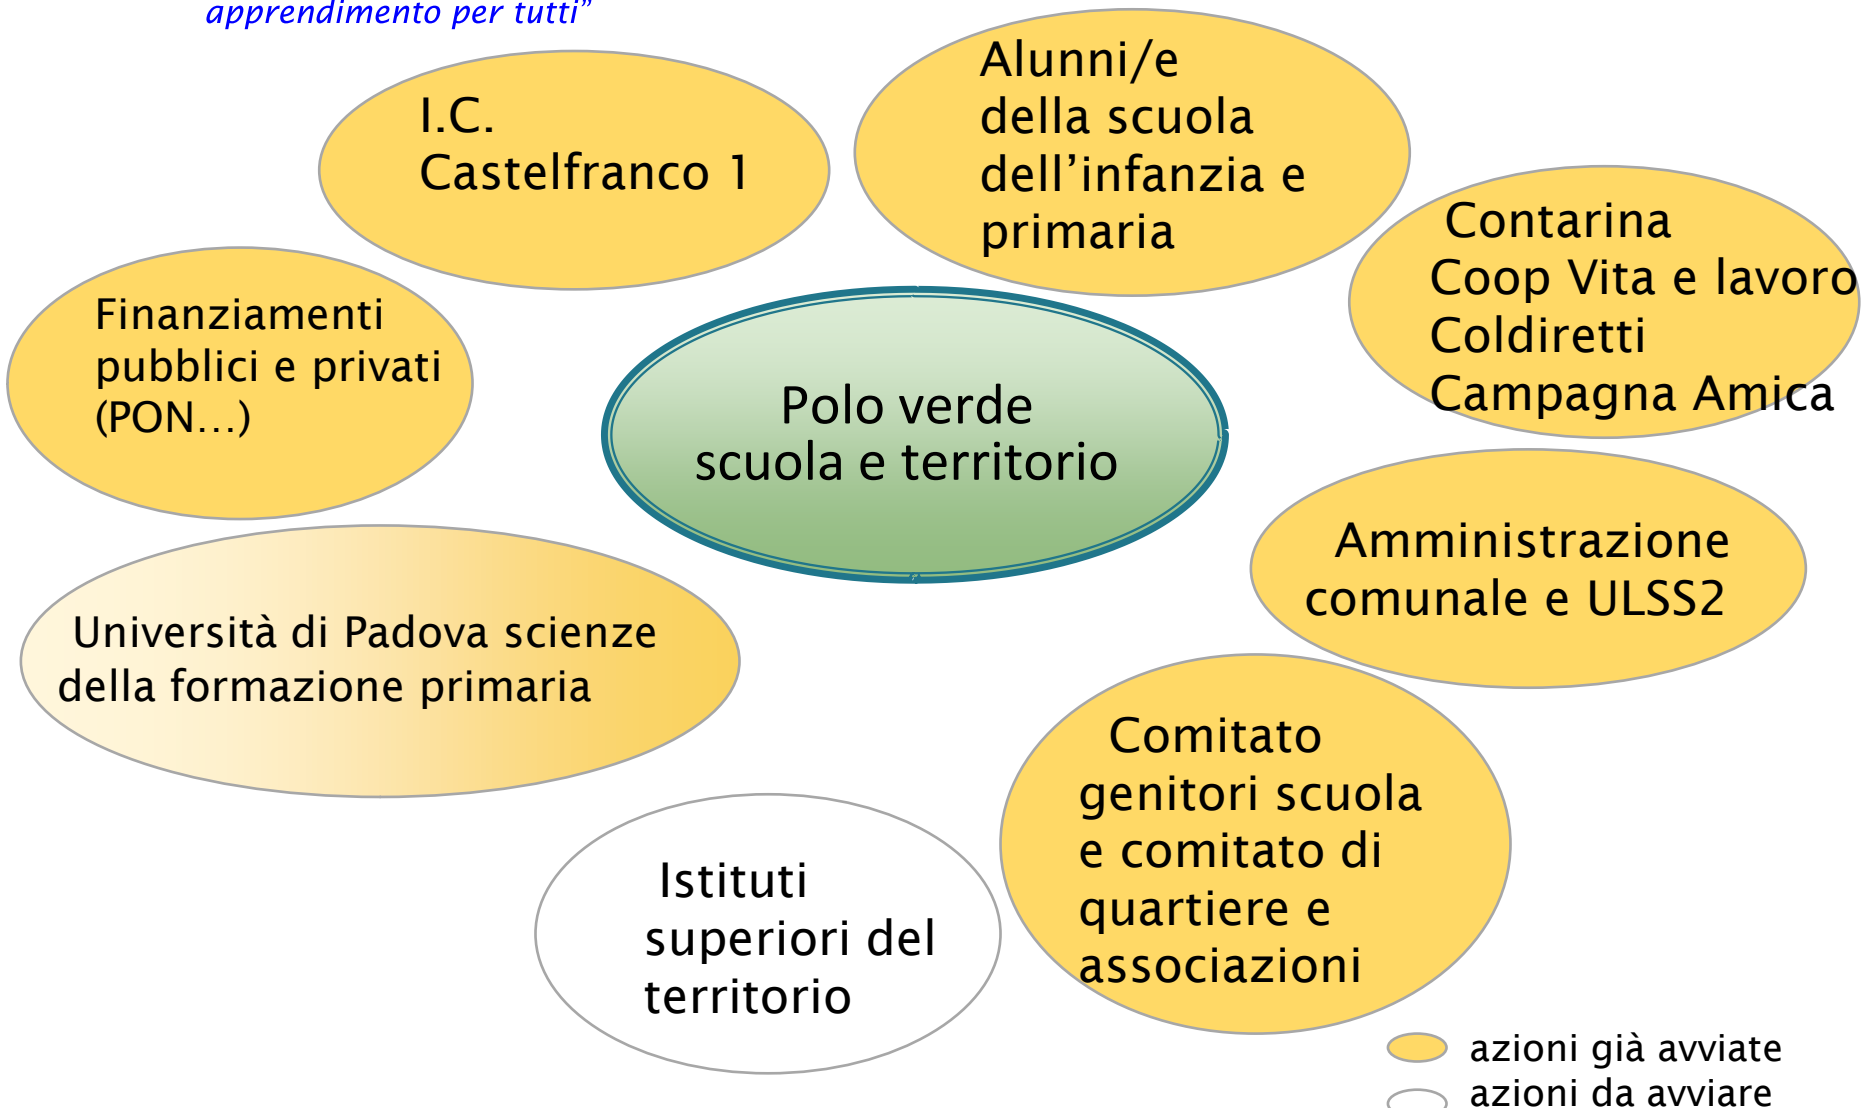 apprendimento per tutti”
I.C.
Castelfranco 1
Alunni/e
della scuola
dell’infanzia e
primaria
Contarina
Coop Vita e lavoro
Coldiretti
Campagna Amica
Finanziamenti
pubblici e privati
(PON…)
Polo verde
scuola e territorio
Amministrazione
comunale e ULSS2
Università di Padova scienze
della formazione primaria
Comitato
genitori scuola
e comitato di
quartiere e
associazioni
Istituti
superiori del
territorio
azioni già avviate
azioni da avviare